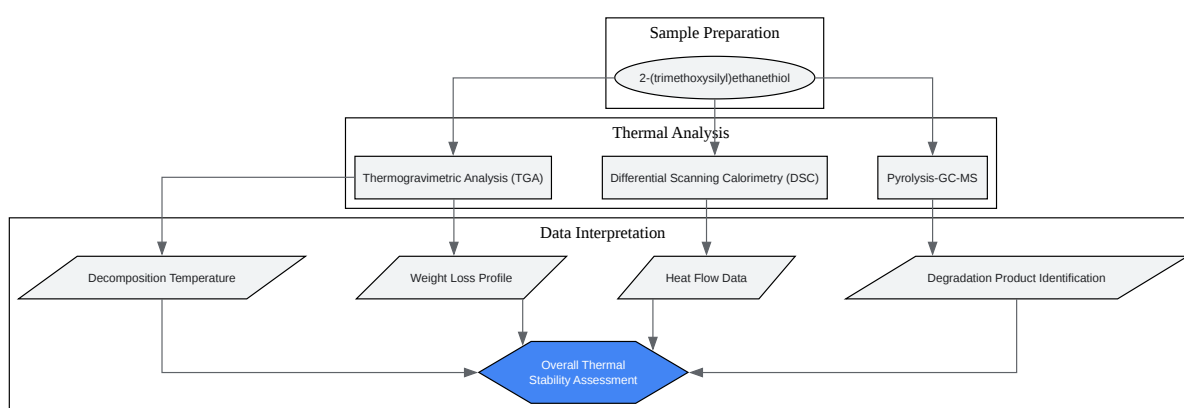 Sample Preparation
2-(trimethoxysilyl)ethanethiol
Thermal Analysis
Thermogravimetric Analysis (TGA)
Differential Scanning Calorimetry (DSC)
Pyrolysis-GC-MS
Data Interpretation
Decomposition Temperature
Weight Loss Profile
Heat Flow Data
Degradation Product Identification
Overall Thermal
Stability Assessment